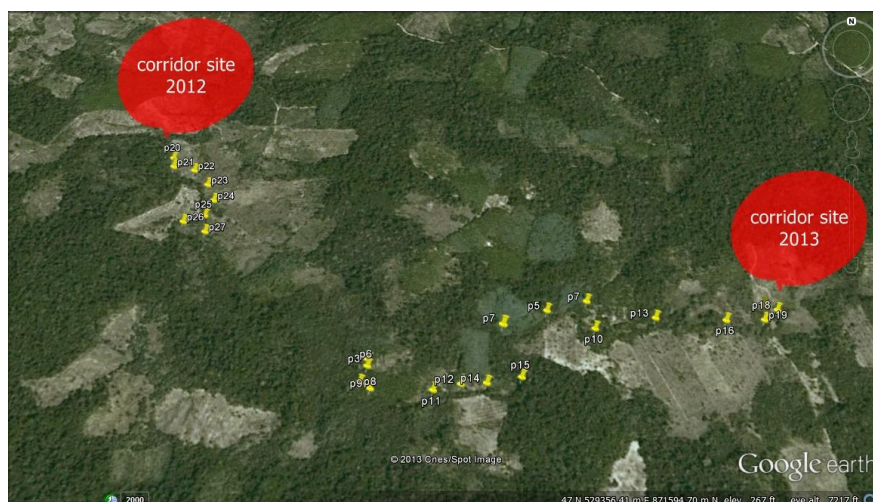 N
corridor site
2012
p20
p21
p22
p23
p24
p25
p26
p27
corridor site
2013
p7
p5
p18
p13
p7
p19
p16
p10
p3
p6
p15
p9
p8
p12
p14
p11
© 2013 Cnes/Spot Image
Google earth
2000
47 N 529356.41 m E 871594.70 m N elev 267 ft eye alt 7217 ft